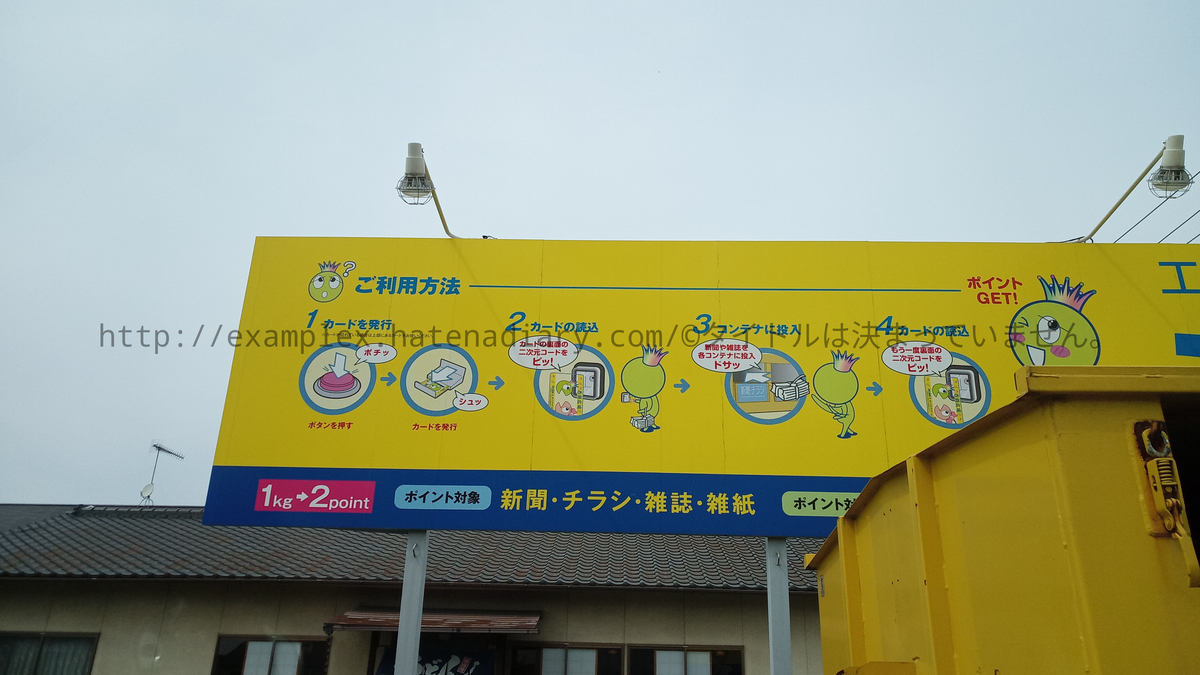 ?
ご利用方法
ポイント
GET!
エ
1 カードを発行
2 カードの読込
3 コンテナに投入
4 カードの読込
http://examplex.hatenadiary.com/©タイトルは決まっていません。
ポチッ
シュッ
カードの裏面の
二次元コードを
ピッ!
新聞や雑誌を
各コンテナに投入
ドサッ
もう一度裏面の
二次元コードを
ピッ!
ボタンを押す
カードを発行
1kg→2point
ポイント対象
新聞・チラシ・雑誌・雑紙
ポイント対